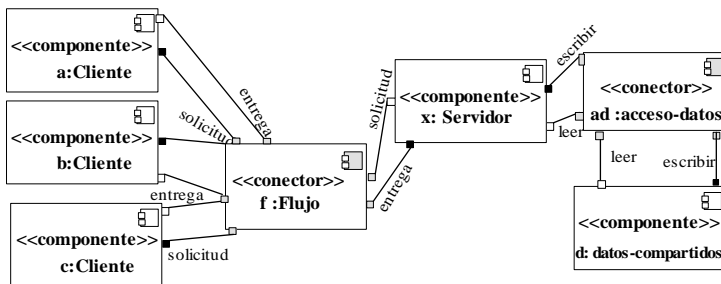 <<componente>>
a:Cliente
<<componente>>
b:Cliente
<<componente>>
c:Cliente
solicitud
entrega
entrega
solicitud
<<conector>>
f :Flujo
solicitud
entrega
<<componente>>
x: Servidor
escribir
leer
<<conector>>
ad :acceso-datos
leer
escribir
<<componente>>
d: datos-compartidos